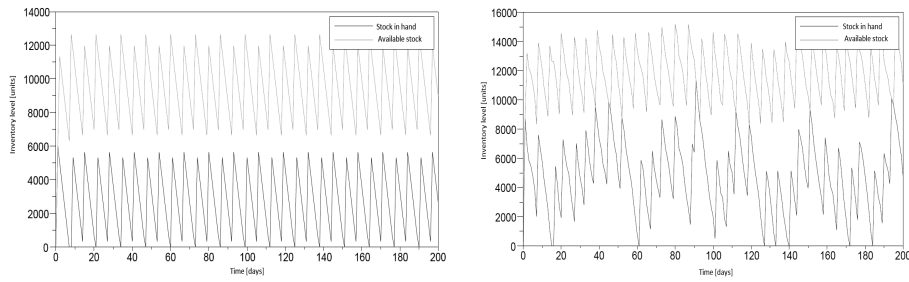 14000
12000
10000
8000
6000
4000
2000
0
Inventory level [units]
Stock in hand
Available stock
0 20 40 60 80 100 120 140 160 180 200
Time [days]
16000
14000
12000
10000
8000
6000
4000
2000
0
Inventory level [units]
Stock in hand
Available stock
0 20 40 60 80 100 120 140 160 180 200
Time [days]